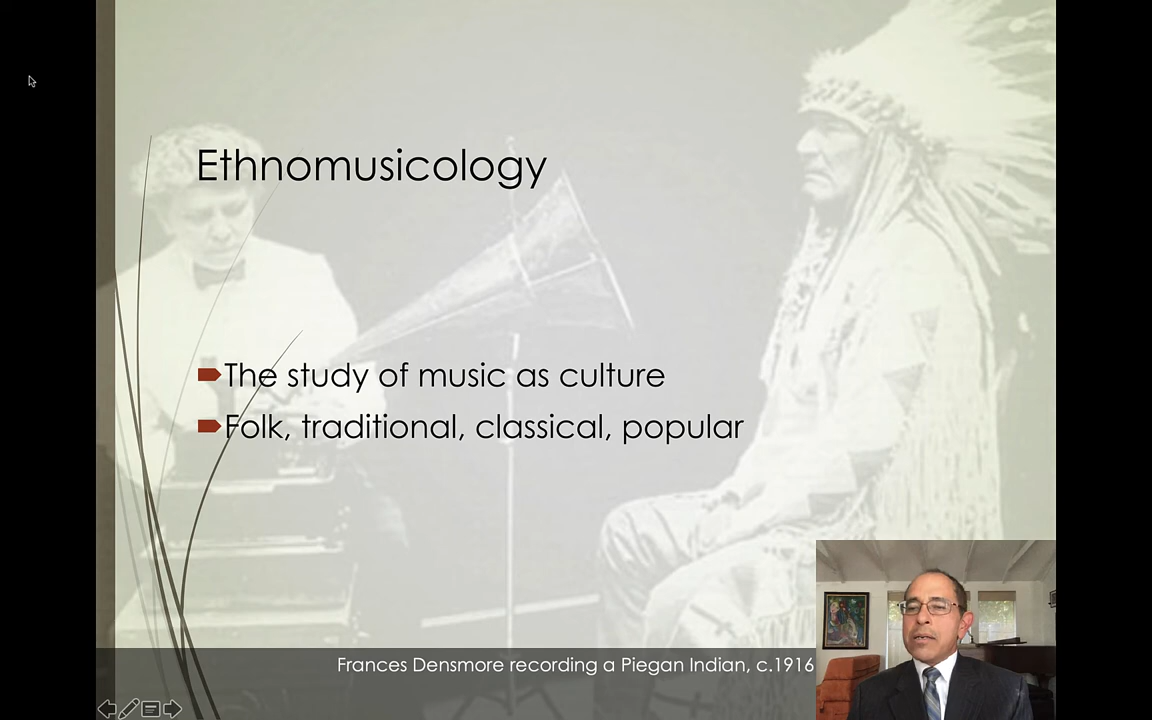 Ethnomusicology
The study of music as culture
Folk, traditional, classical, popular
Frances Densmore recording a Piegan Indian, c.1916